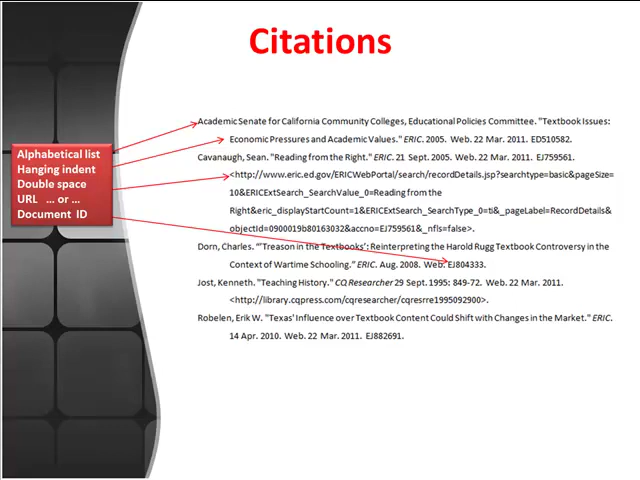 Citations
Alphabetical list
Hanging indent
Double space
URL ... or ...
Document ID
Academic Senate for California Community Colleges, Educational Policies Committee. "Textbook Issues:
Economic Pressures and Academic Values." ERIC. 2005. Web. 22 Mar. 2011. ED510582.
Cavanaugh, Sean. "Reading from the Right." ERIC. 21 Sept. 2005. Web. 22 Mar. 2011. EJ759561.
<http://www.eric.ed.gov/ERICWebPortal/search/recordDetails.jsp?searchtype=basic&pageSize=
10&ERICExtSearch_SearchValue_0=Reading from the
Right&eric_displayStartCount=1&ERICExtSearch_SearchType_0=ti&_pageLabel=RecordDetails&
objectId=0900019b80163032&accno=EJ759561&_nfls=false>.
Dorn, Charles. "'Treason in the Textbooks': Reinterpreting the Harold Rugg Textbook Controversy in the
Context of Wartime Schooling." ERIC. Aug. 2008. Web. EJ804333.
Jost, Kenneth. "Teaching History." CQ Researcher 29 Sept. 1995: 849-72. Web. 22 Mar. 2011.
<http://library.cqpress.com/cqresearcher/cqresrre1995092900>.
Robelen, Erik W. "Texas' Influence over Textbook Content Could Shift with Changes in the Market." ERIC.
14 Apr. 2010. Web. 22 Mar. 2011. EJ882691.